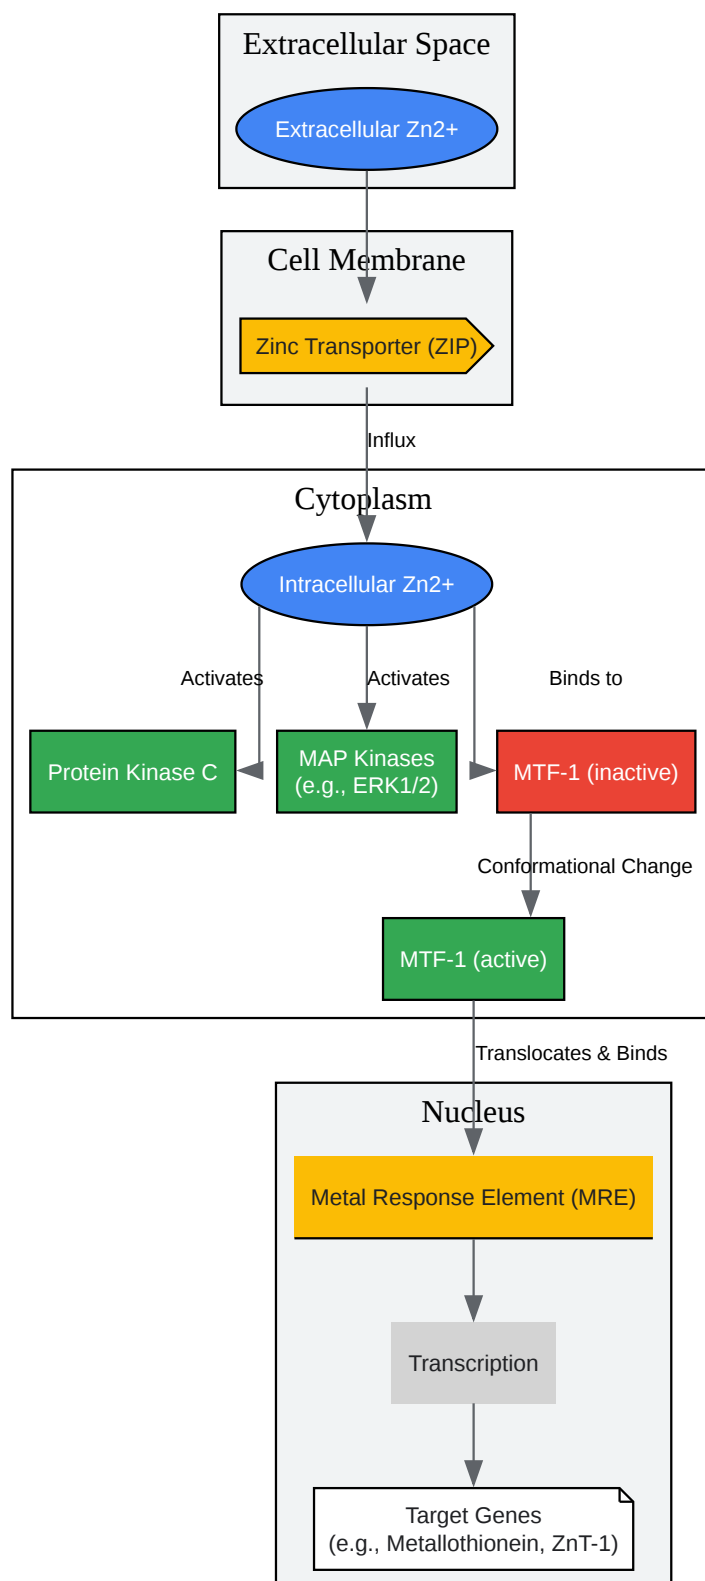 Extracellular Space
Extracellular Zn2+
Cell Membrane
Zinc Transporter (ZIP)
Influx
Cytoplasm
Intracellular Zn2+
Activates
Activates
Binds to
Protein Kinase C
MAP Kinases
(e.g., ERK1/2)
MTF-1 (inactive)
Conformational Change
MTF-1 (active)
Translocates & Binds
Nucleus
Metal Response Element (MRE)
Transcription
Target Genes
(e.g., Metallothionein, ZnT-1)